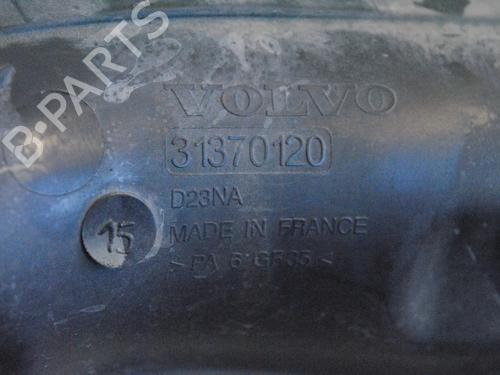 B-PARTS
VOLVO
31370120
D23NA
15
MADE IN FRANCE
>PA 6 GF35<